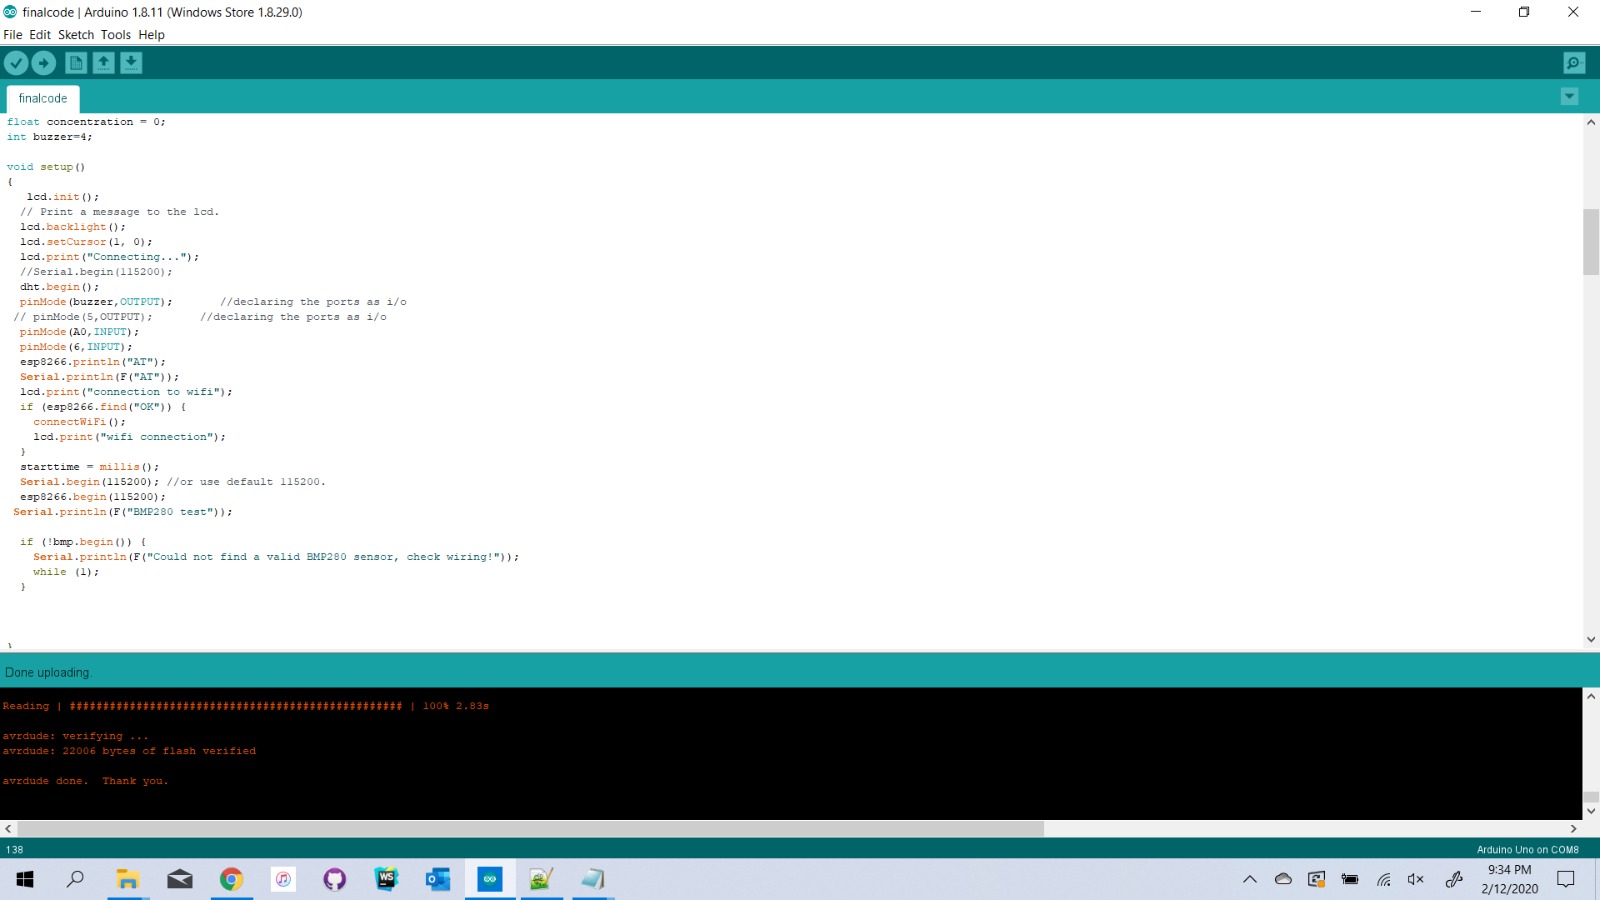 finalcode | Arduino 1.8.11 (Windows Store 1.8.29.0)
File Edit Sketch Tools Help
finalcode
float concentration = 0;
int buzzer=4;
void setup()
{
lcd.init();
// Print a message to the lcd.
lcd.backlight();
lcd.setCursor(1, 0);
lcd.print("Connecting...");
//Serial.begin(115200);
dht.begin();
pinMode(buzzer,OUTPUT); //declaring the ports as i/o
// pinMode(5,OUTPUT); //declaring the ports as i/o
pinMode(A0,INPUT);
pinMode(6,INPUT);
esp8266.println("AT");
Serial.println(F("AT"));
lcd.print("connection to wifi");
if (esp8266.find("OK")) {
connectWiFi();
lcd.print("wifi connection");
}
starttime = millis();
Serial.begin(115200); //or use default 115200.
esp8266.begin(115200);
Serial.println(F("BMP280 test"));
if (!bmp.begin()) {
Serial.println(F("Could not find a valid BMP280 sensor, check wiring!"));
while (1);
}
}
Done uploading.
Reading | ################################################## | 100% 2.83s
avrdude: verifying ...
avrdude: 22006 bytes of flash verified
avrdude done.  Thank you.
138
Arduino Uno on COM8
WS
9:34 PM
2/12/2020